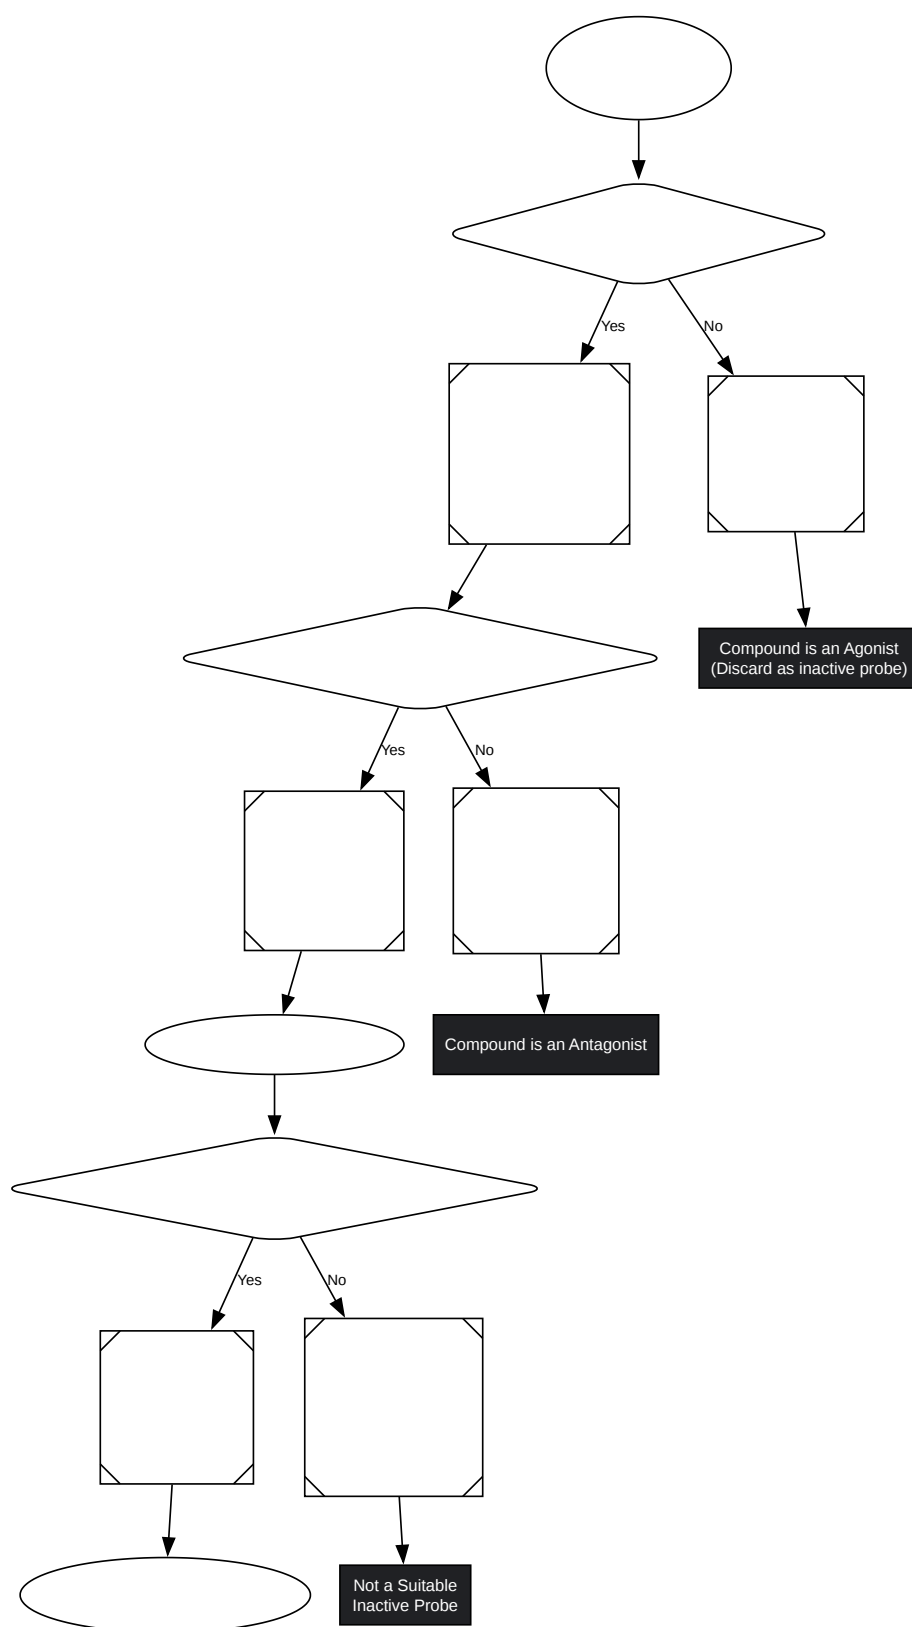 Yes
No
Compound is an Agonist
(Discard as inactive probe)
Yes
No
Compound is an Antagonist
Yes
No
Not a Suitable
Inactive Probe